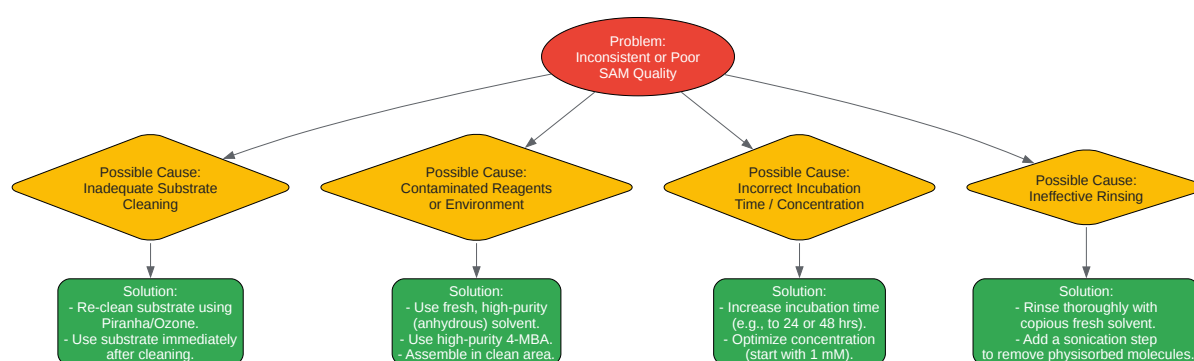 Problem:
Inconsistent or Poor
SAM Quality
Possible Cause:
Inadequate Substrate
Cleaning
Possible Cause:
Contaminated Reagents
or Environment
Possible Cause:
Incorrect Incubation
Time / Concentration
Possible Cause:
Ineffective Rinsing
Solution:
- Re-clean substrate using
Piranha/Ozone.
- Use substrate immediately
after cleaning.
Solution:
- Use fresh, high-purity
(anhydrous) solvent.
- Use high-purity 4-MBA.
- Assemble in clean area.
Solution:
- Increase incubation time
(e.g., to 24 or 48 hrs).
- Optimize concentration
(start with 1 mM).
Solution:
- Rinse thoroughly with
copious fresh solvent.
- Add a sonication step
to remove physisorbed molecules.